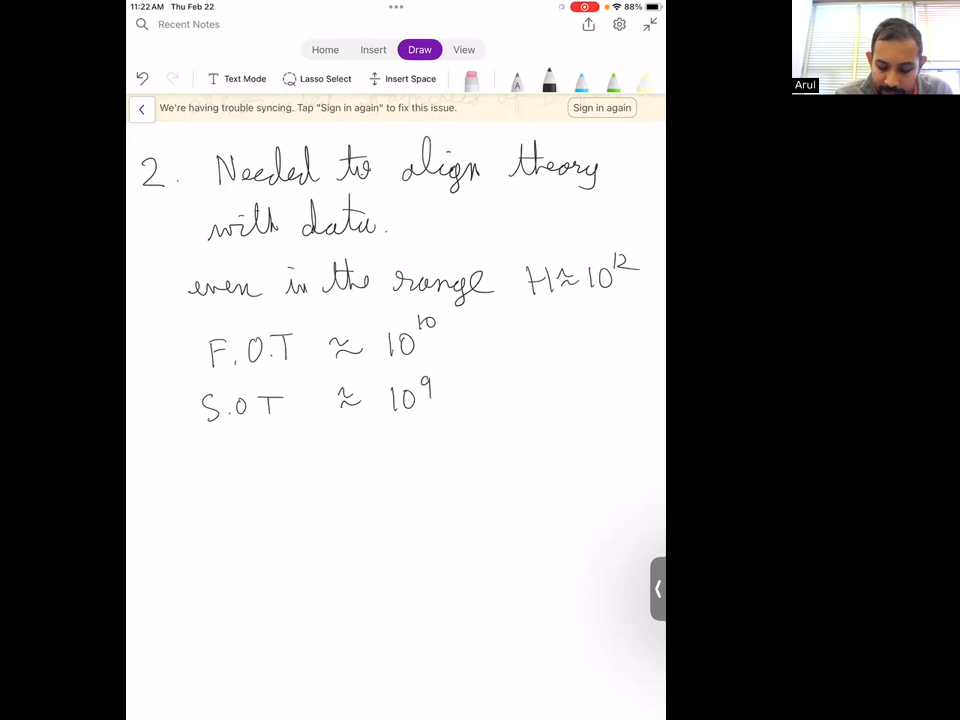 11:22AM Thu Feb 22
88%
Recent Notes
Home Insert Draw View
T Text Mode Lasso Select Insert Space A
We're having trouble syncing. Tap "Sign in again" to fix this issue. Sign in again
2. Needed to align theory
with data.
even in the range H ≈ 10^12
F.O.T ≈ 10^10
S.O T ≈ 10^9
Arul